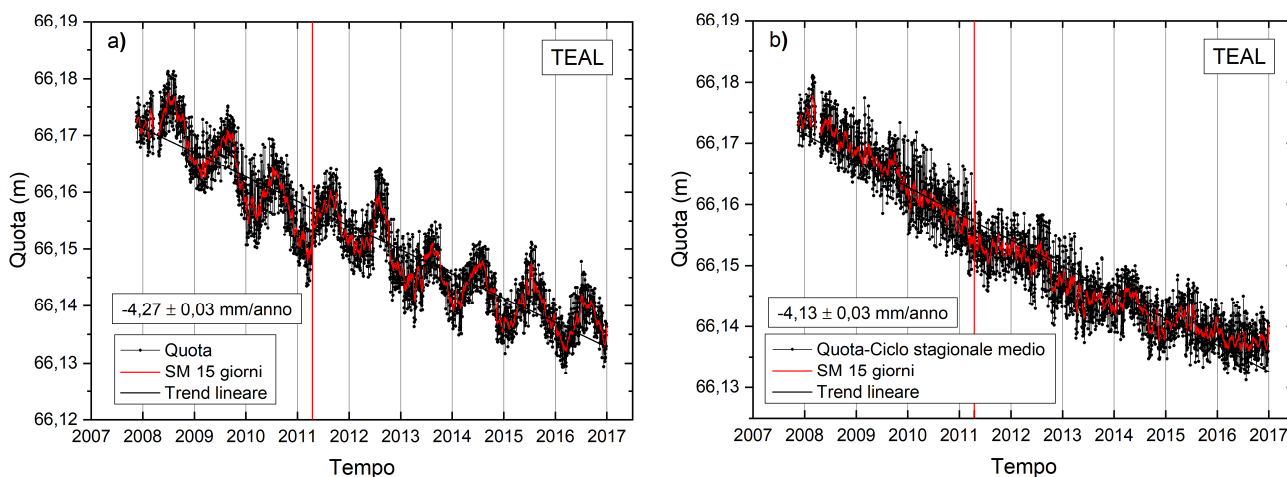 a)
TEAL
Quota (m)
66,19
66,18
66,17
66,16
66,15
66,14
66,13
66,12
-4,27 ± 0,03 mm/anno
Quota
SM 15 giorni
Trend lineare
2007 2008 2009 2010 2011 2012 2013 2014 2015 2016 2017
Tempo
b)
TEAL
Quota (m)
66,19
66,18
66,17
66,16
66,15
66,14
66,13
-4,13 ± 0,03 mm/anno
Quota-Ciclo stagionale medio
SM 15 giorni
Trend lineare
2007 2008 2009 2010 2011 2012 2013 2014 2015 2016 2017
Tempo